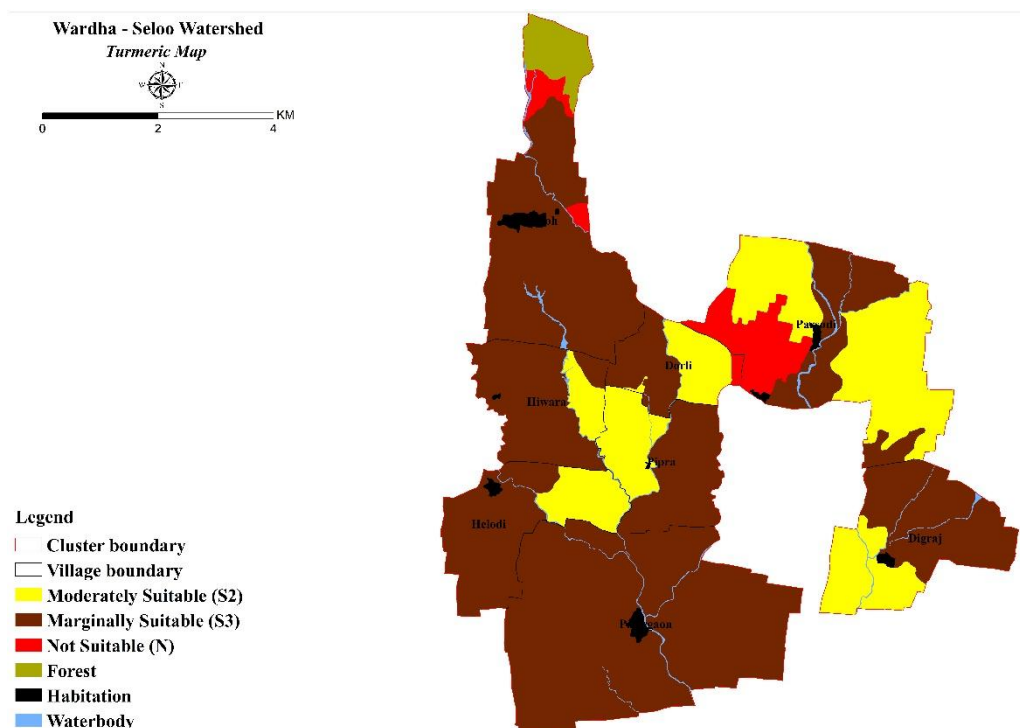 Wardha - Seloo Watershed
Turmeric Map
N
W E
S
KM
0 2 4
Parsodi
Darli
Hiwara
Pipra
Helodi
Digraj
Legend
Cluster boundary
Village boundary
Moderately Suitable (S2)
Marginally Suitable (S3)
Not Suitable (N)
Forest
Habitation
Waterbody